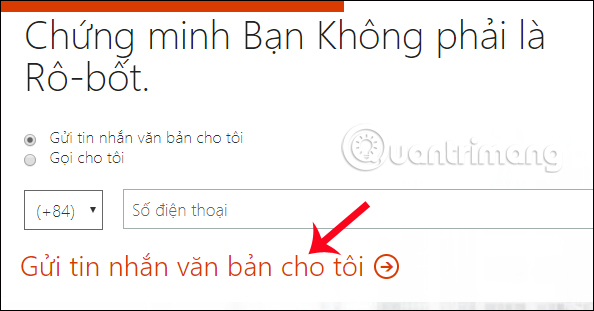 Chứng minh Bạn Không phải là
Rô-bốt.
Gửi tin nhắn văn bản cho tôi
Gọi cho tôi
Quantrimang
(+84) Số điện thoại
Gửi tin nhắn văn bản cho tôi